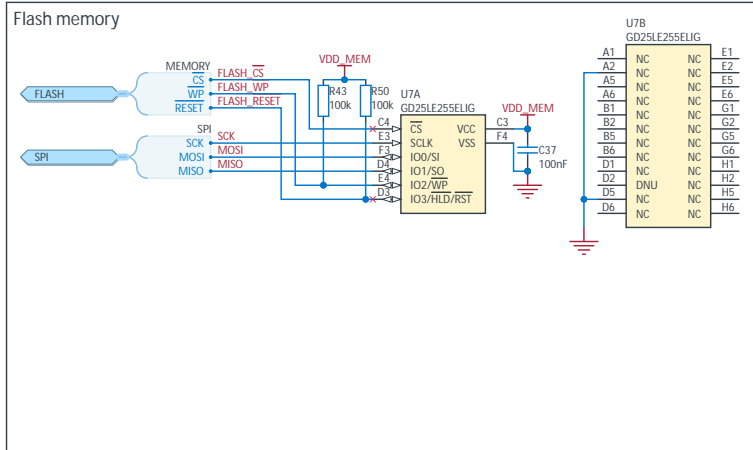 Flash memory
FLASH
MEMORY
CS
WP
RESET
FLASH_CS
FLASH_WP
FLASH_RESET
SPI
SPI
SCK
MOSI
MISO
SCK
MOSI
MISO
VDD_MEM
R43
100k
R50
100k
U7A
GD25LE255ELIG
C4
E3
F3
D4
E4
D3
CS
SCLK
IO0/SI
IO1/SO
IO2/WP
IO3/HLD/RST
VCC
VSS
C3
F4
VDD_MEM
C37
100nF
U7B
GD25LE255ELIG
A1 NC NC E1
A2 NC NC E2
A5 NC NC E5
A6 NC NC E6
B1 NC NC G1
B2 NC NC G2
B5 NC NC G5
B6 NC NC G6
D1 NC NC H1
D2 DNU NC H2
D5 NC NC H5
D6 NC NC H6